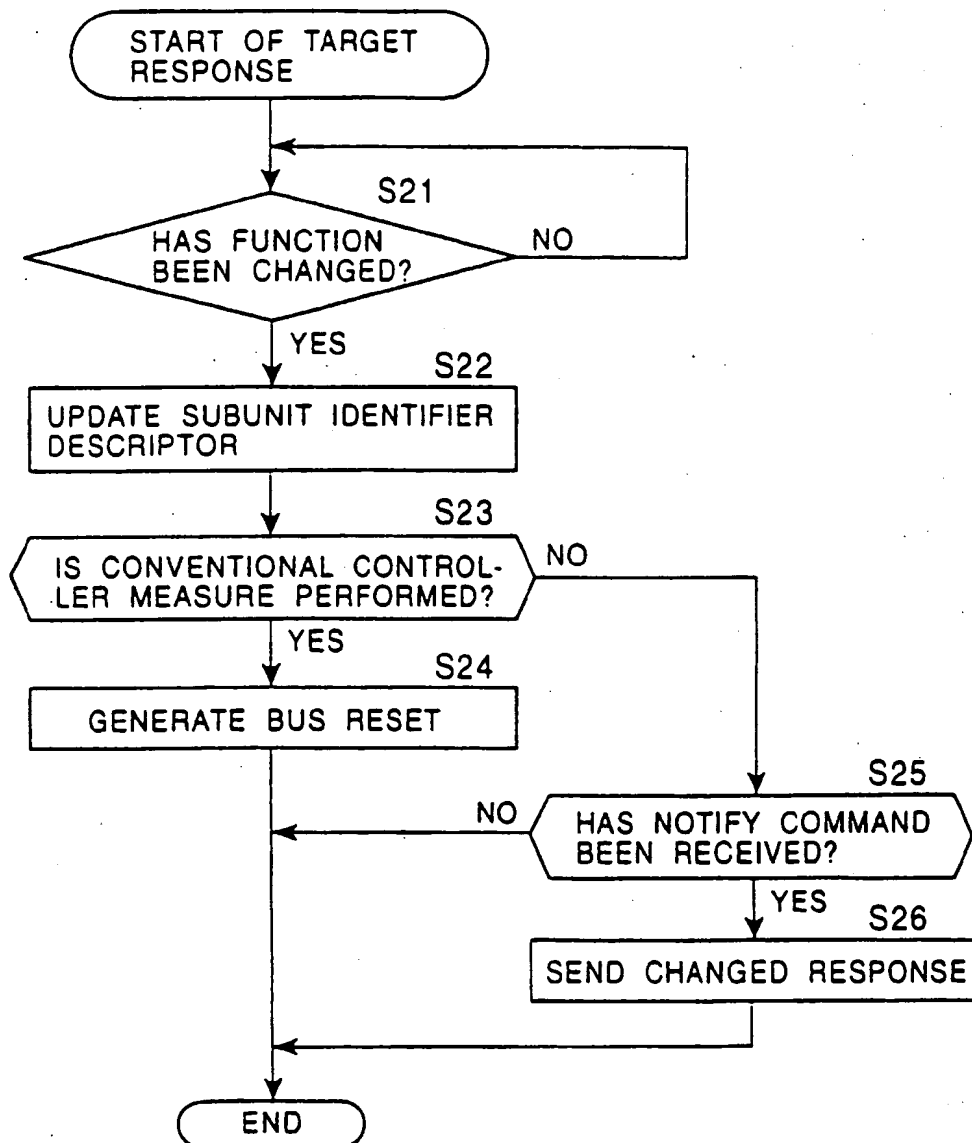 START OF TARGET
RESPONSE
S21
HAS FUNCTION
BEEN CHANGED?
NO
YES
S22
UPDATE SUBUNIT IDENTIFIER
DESCRIPTOR
S23
IS CONVENTIONAL CONTROL-
LER MEASURE PERFORMED?
NO
YES
S24
GENERATE BUS RESET
S25
NO
HAS NOTIFY COMMAND
BEEN RECEIVED?
YES
S26
SEND CHANGED RESPONSE
END